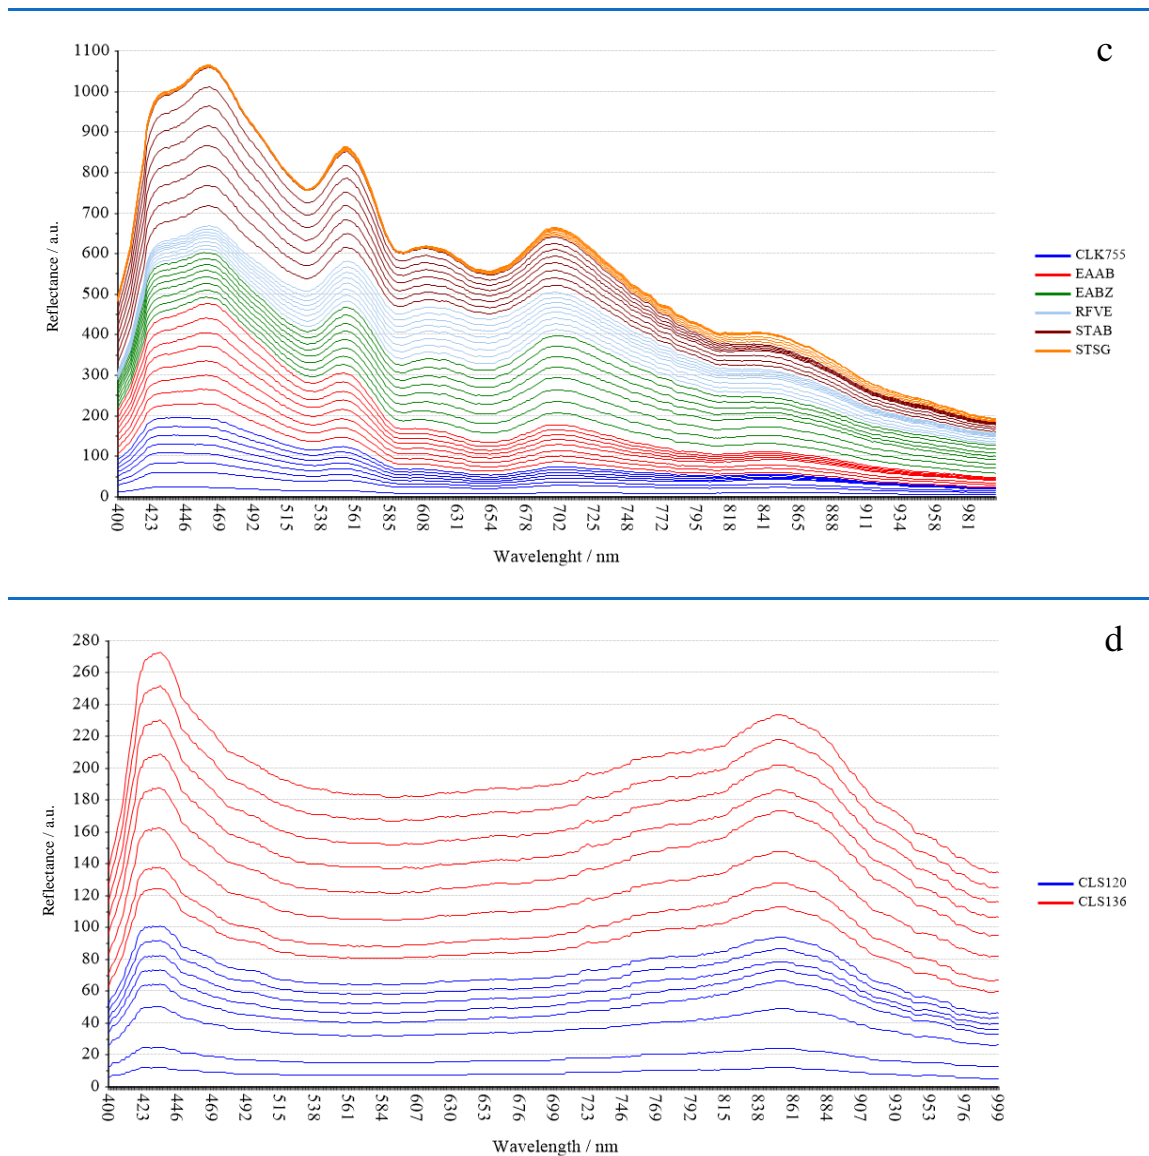 c
1100
1000
900
800
700
600
500
400
300
200
100
0
Reflectance / a.u.
400 423 446 469 492 515 538 561 585 608 631 654 678 702 725 748 772 795 818 841 865 888 911 934 958 981
Wavelenght / nm
CLK755
EAAB
EABZ
RFVE
STAB
STSG
d
280
260
240
220
200
180
160
140
120
100
80
60
40
20
0
Reflectance / a.u.
400 423 446 469 492 515 538 561 584 607 630 653 676 699 723 746 769 792 815 838 861 884 907 930 953 976 999
Wavelength / nm
CLS120
CLS136